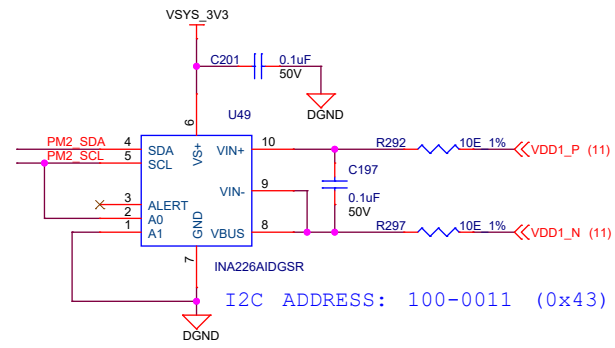 VSYS_3V3
C201 0.1uF
50V
DGND
6 U49
PM2_SDA 4 SDA VS+ VIN+ 10 R292 10E_1% VDD1_P (11)
PM2_SCL 5 SCL
C197
VIN- 9
0.1uF
50V
3 ALERT
2 A0
1 A1 GND VBUS 8 R297 10E_1% VDD1_N (11)
7 INA226AIDGSR
I2C ADDRESS: 100-0011 (0x43)
DGND